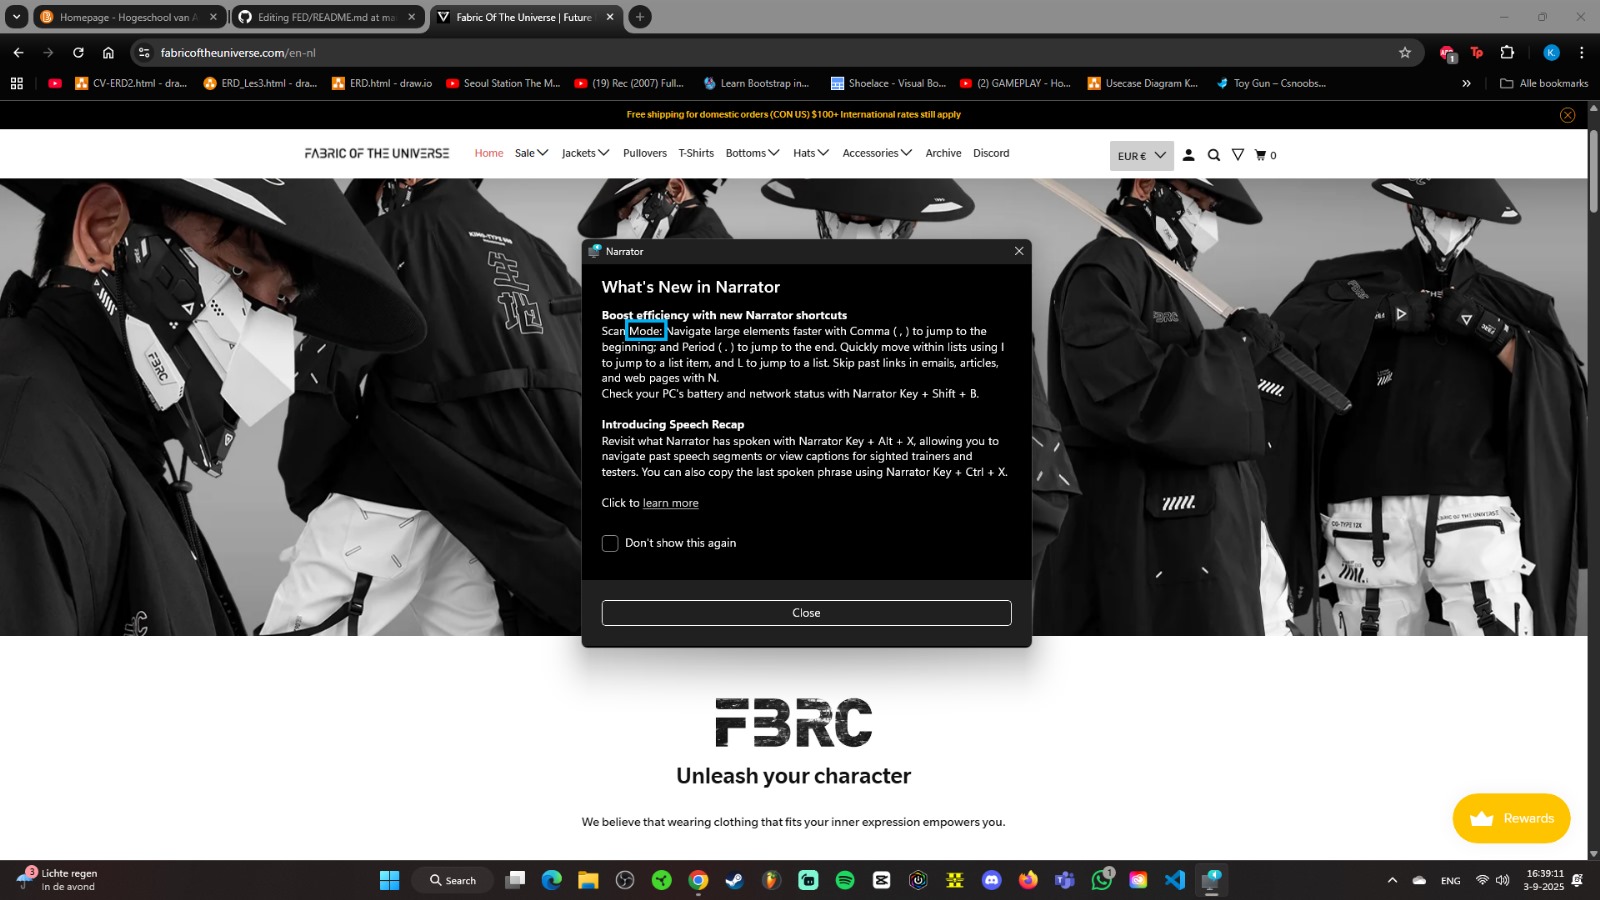 Homepage - Hogeschool van A
Editing FED/README.md at ma
Fabric Of The Universe | Future
fabricoftheuniverse.com/en-nl
1
K.
CV-ERD2.html - dra...
ERD_Les3.html - dra...
ERD.html - draw.io
Seoul Station The M...
(19) Rec (2007) Full...
Learn Bootstrap in...
Shoelace - Visual Bo...
(2) GAMEPLAY - Ho...
Usecase Diagram K...
Toy Gun – Csnoobs...
Alle bookmarks
Free shipping for domestic orders (CON US) $100+ International rates still apply
FABRIC OF THE UNIVERSE
Home
Sale
Jackets
Pullovers
T-Shirts
Bottoms
Hats
Accessories
Archive
Discord
EUR €
0
Narrator
What's New in Narrator
Boost efficiency with new Narrator shortcuts
Scan Mode: Navigate large elements faster with Comma ( , ) to jump to the
beginning; and Period ( . ) to jump to the end. Quickly move within lists using I
to jump to a list item, and L to jump to a list. Skip past links in emails, articles,
and web pages with N.
Check your PC's battery and network status with Narrator Key + Shift + B.
Introducing Speech Recap
Revisit what Narrator has spoken with Narrator Key + Alt + X, allowing you to
navigate past speech segments or view captions for sighted trainers and
testers. You can also copy the last spoken phrase using Narrator Key + Ctrl + X.
Click to learn more
Don't show this again
Close
FBRC
FBRC
Unleash your character
We believe that wearing clothing that fits your inner expression empowers you.
Rewards
3
Lichte regen
In de avond
Search
1
ENG
16:39:11
3-9-2025